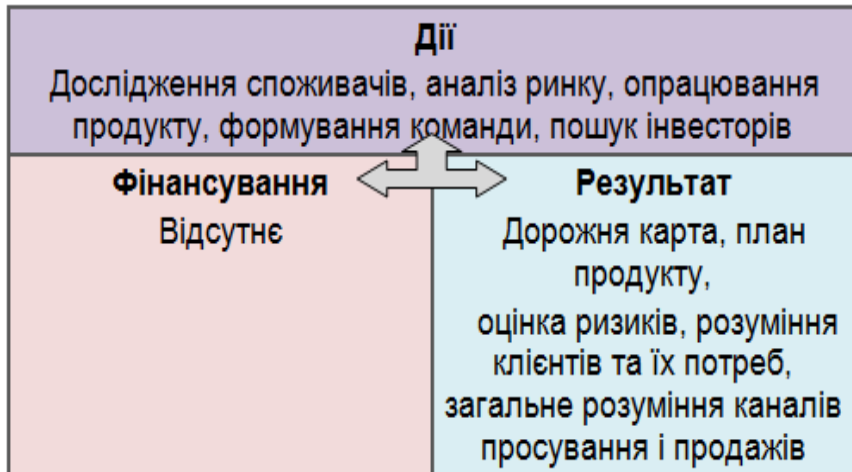 Дії
Дослідження споживачів, аналіз ринку, опрацювання
продукту, формування команди, пошук інвесторів
Фінансування
Відсутнє
Результат
Дорожня карта, план
продукту,
оцінка ризиків, розуміння
клієнтів та їх потреб,
загальне розуміння каналів
просування і продажів